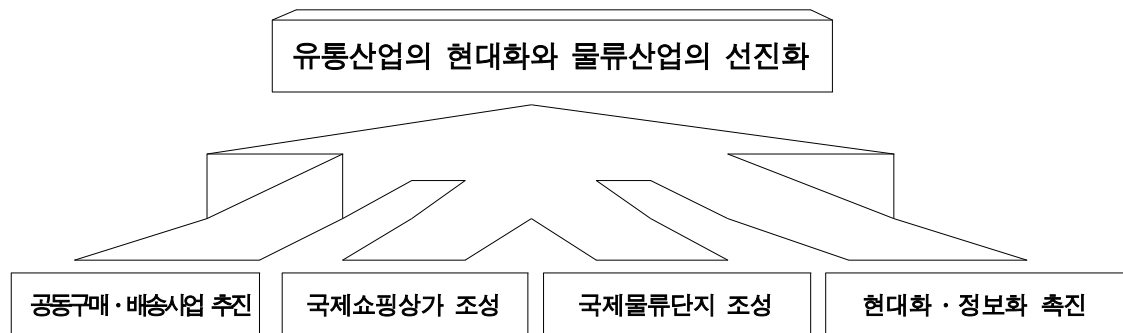 유통산업의 현대화와 물류산업의 선진화
공동구매 · 배송사업 추진
국제쇼핑상가 조성
국제물류단지 조성
현대화 · 정보화 촉진